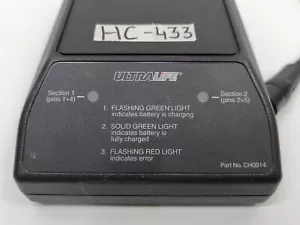 HC-433
ULTRALIFE
Section 1
(pins 1+4)
Section 2
(pins 2+5)
1. FLASHING GREEN LIGHT
indicates battery is charging
2. SOLID GREEN LIGHT
indicates battery is
fully charged
3. FLASHING RED LIGHT
indicates error
Part No. CH0014